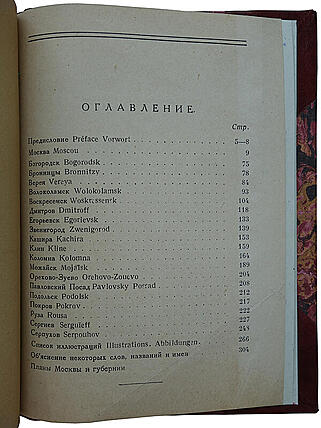 ОГЛАВЛЕНИЕ.
Стр.
Предисловие Préface Vorwort 5—8
Москва Moscou 9
Богородск Bogorodsk 75
Бронницы Bronnitzy 78
Верея Vereya 84
Волоколамск Wolokolamsk 93
Воскресенск Woskressensk 104
Дмитров Dmitroff 118
Егорьевск Egorievsk 133
Звенигород Zwenigorod 139
Кашира Kachira 153
Клин Kline 159
Коломна Kolomna 164
Можайск Mojaïsk 189
Орехово-Зуево Orehovo-Zouevo 204
Павловский Посад Pavlovsky Possad 208
Подольск Podolsk 212
Покров Pokrov 217
Руза Rousa 222
Сергиев Serguieff 227
Серпухов Serpouhov 248
Список иллюстраций Illustrations. Abbildungen. 266
Об'яснение некоторых слов, названий и имен 304
Планы Москвы и губернии